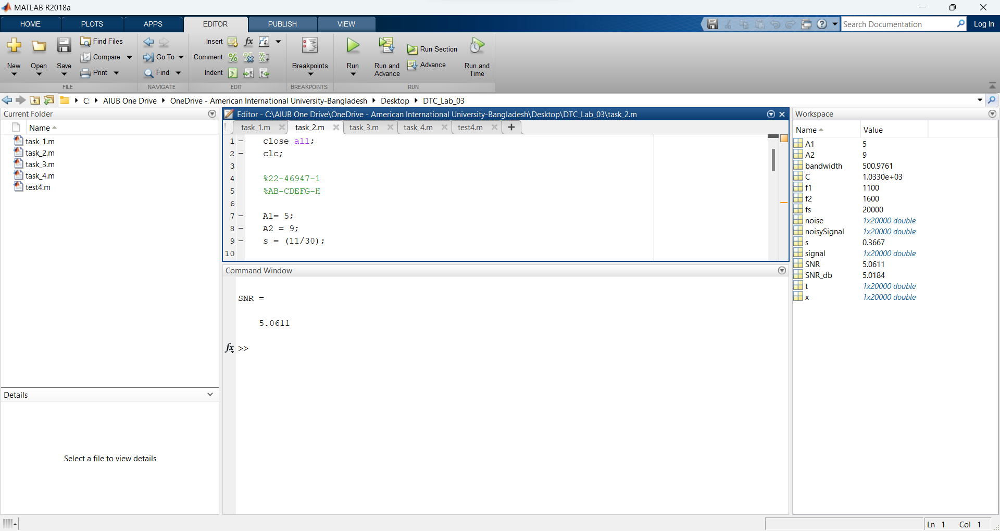 MATLAB R2018a
HOME PLOTS APPS EDITOR PUBLISH VIEW
Search Documentation
Log In
New
Open
Save
Find Files
Compare
Print
FILE
Go To
Find
NAVIGATE
Insert
Comment
Indent
EDIT
Breakpoints
BREAKPOINTS
Run
Run and
Advance
Run Section
Advance
Run and
Time
RUN
C: AIUB One Drive OneDrive - American International University-Bangladesh Desktop DTC_Lab_03
Current Folder
Name
task_1.m
task_2.m
task_3.m
task_4.m
test4.m
Details
Select a file to view details
Editor - C:\AIUB One Drive\OneDrive - American International University-Bangladesh\Desktop\DTC_Lab_03\task_2.m
task_1.m task_2.m task_3.m task_4.m test4.m
1 - close all;
2 - clc;
3
4 %22-46947-1
5 %AB-CDEFG-H
6
7 - A1= 5;
8 - A2 = 9;
9 - s = (11/30);
10
Command Window
SNR =
5.0611
fx >>
Workspace
Name Value
A1 5
A2 9
bandwidth 500.9761
C 1.0330e+03
f1 1100
f2 1600
fs 20000
noise 1x20000 double
noisySignal 1x20000 double
s 0.3667
signal 1x20000 double
SNR 5.0611
SNR_db 5.0184
t 1x20000 double
x 1x20000 double
Ln 1 Col 1